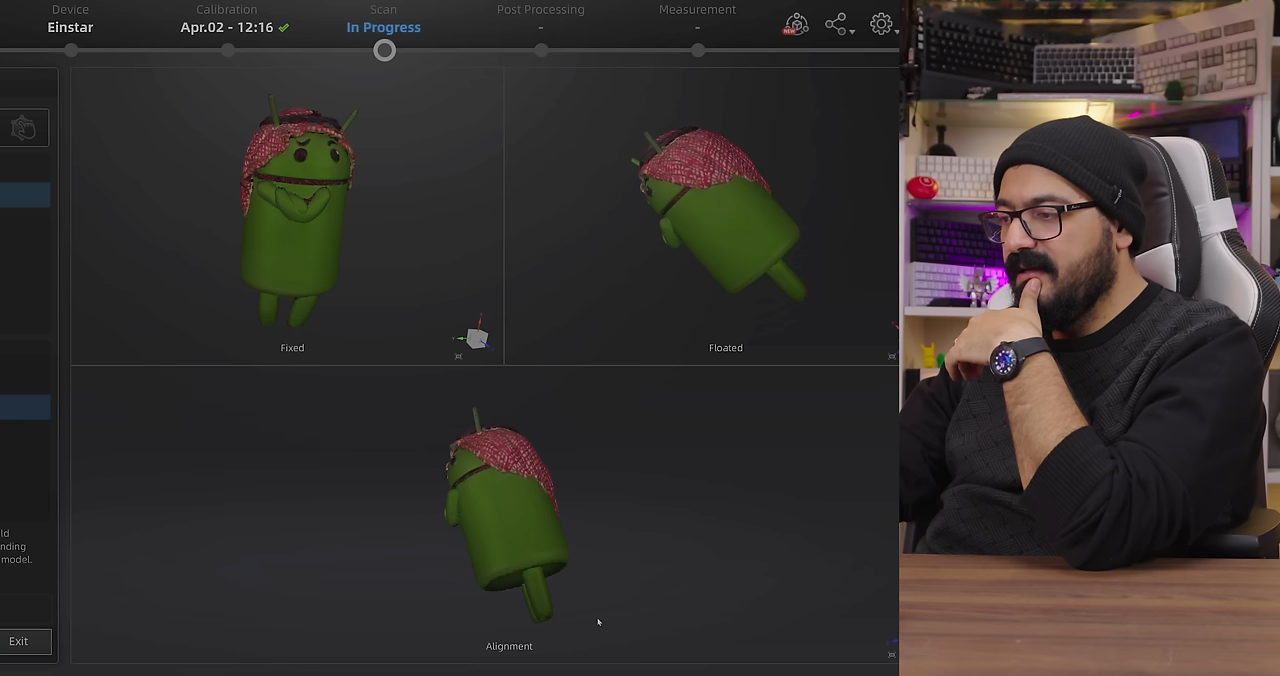 Device
Calibration
Scan
Post Processing
Measurement
Einstar
Apr.02 - 12:16
In Progress
-
-
NEW
Fixed
Floated
ld
nding
model.
Exit
Alignment